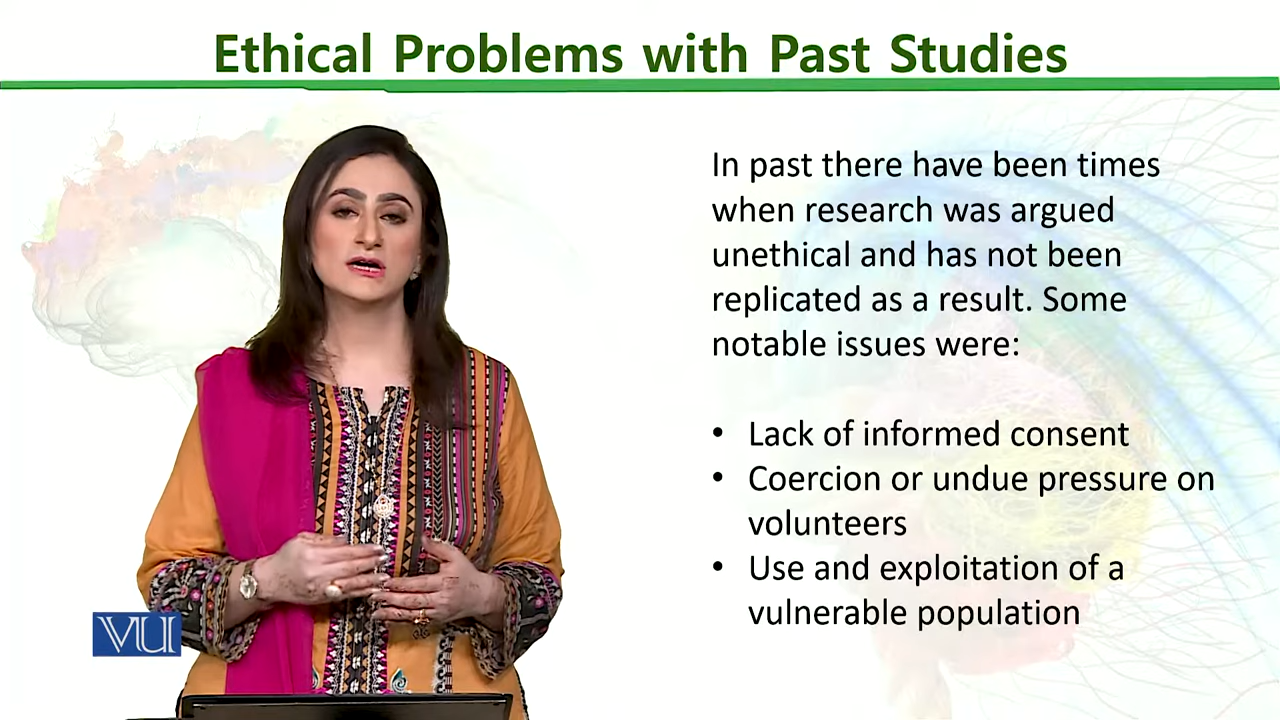 Ethical Problems with Past Studies
In past there have been times
when research was argued
unethical and has not been
replicated as a result. Some
notable issues were:
• Lack of informed consent
• Coercion or undue pressure on
volunteers
• Use and exploitation of a
vulnerable population
VU